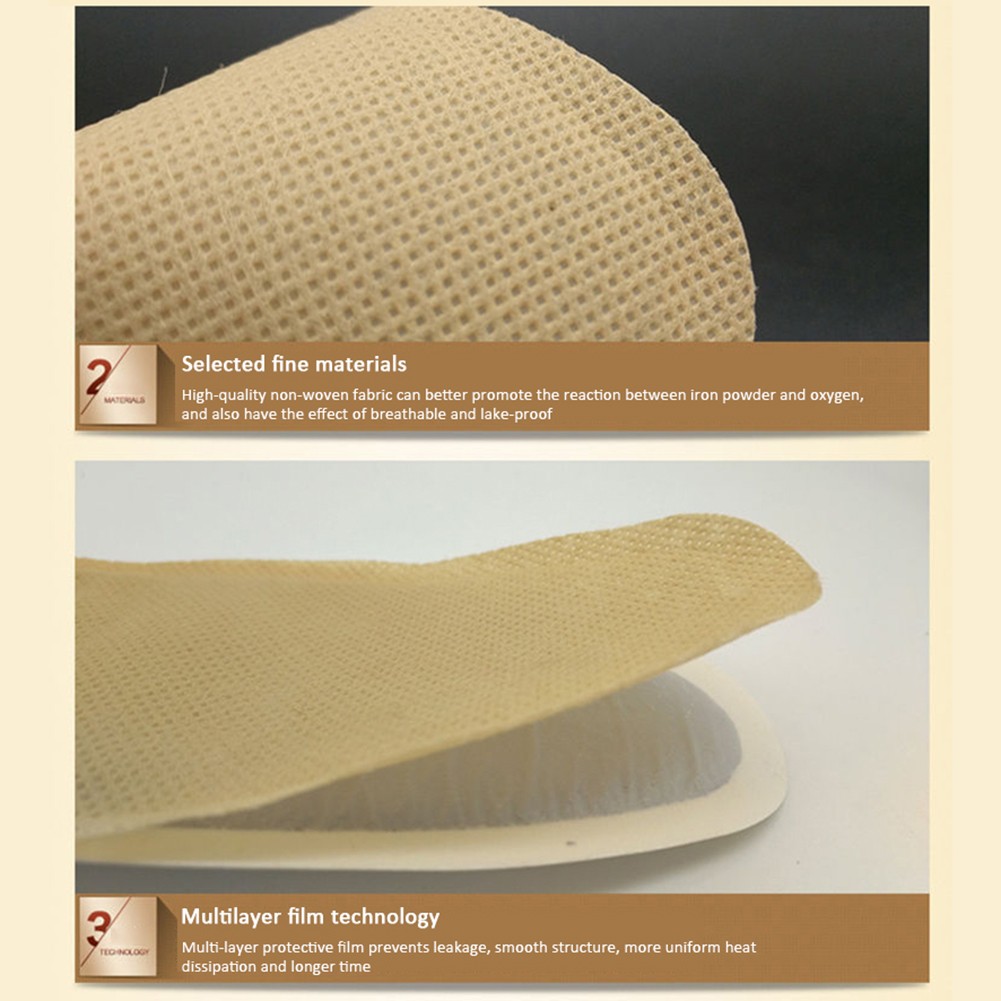 2
MATERIALS
Selected fine materials
High-quality non-woven fabric can better promote the reaction between iron powder and oxygen,
and also have the effect of breathable and lake-proof
3
TECHNOLOGY
Multilayer film technology
Multi-layer protective film prevents leakage, smooth structure, more uniform heat
dissipation and longer time